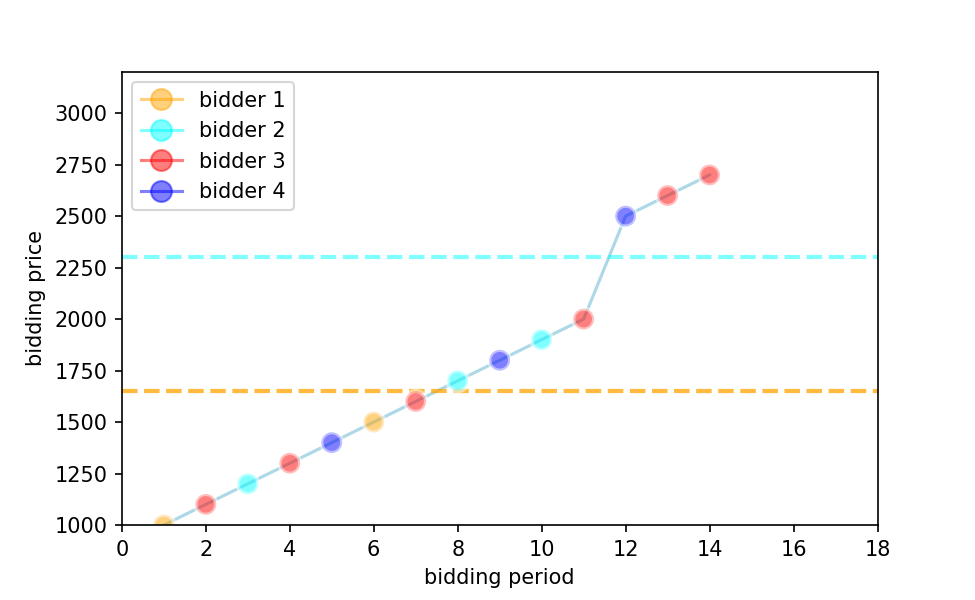 bidder 1
bidder 2
bidder 3
bidder 4
3000
2750
2500
2250
2000
1750
1500
1250
1000
bidding price
0 2 4 6 8 10 12 14 16 18
bidding period